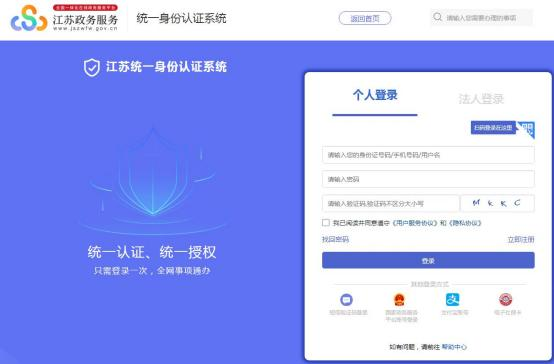 全国一体化在线政务服务平台
江苏政务服务
www.jszwfw.gov.cn
统一身份认证系统
返回首页
请输入您需要办理的事项
江苏统一身份认证系统
统一认证、统一授权
只需登录一次，全网事项通办
个人登录
法人登录
扫码登录在这里
请输入您的身份证号码/手机号码/用户名
请输入密码
请输入验证码,验证码不区分大小写
M K K C
我已阅读并同意遵守《用户服务协议》和《隐私协议》
找回密码
立即注册
登录
其他登录方式
短信验证码登录
国家政务服务
平台账号登录
支付宝账号
电子社保卡
如有问题，请前往 帮助中心